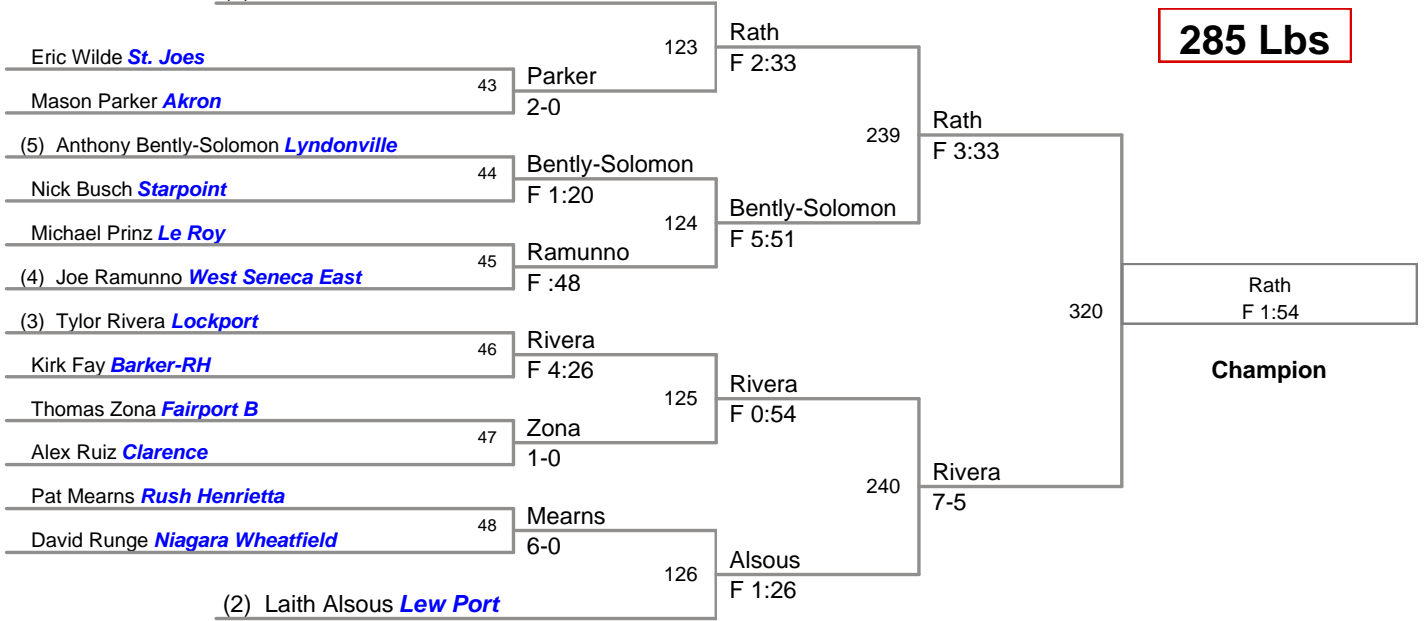 285 Lbs
Eric Wilde St. Joes
Mason Parker Akron
(5) Anthony Bently-Solomon Lyndonville
Nick Busch Starpoint
Michael Prinz Le Roy
(4) Joe Ramunno West Seneca East
(3) Tylor Rivera Lockport
Kirk Fay Barker-RH
Thomas Zona Fairport B
Alex Ruiz Clarence
Pat Mearns Rush Henrietta
David Runge Niagara Wheatfield
(2) Laith Alsous Lew Port
43
Parker
2-0
44
Bently-Solomon
F 1:20
45
Ramunno
F :48
46
Rivera
F 4:26
47
Zona
1-0
48
Mearns
6-0
123
Rath
F 2:33
124
Bently-Solomon
F 5:51
125
Rivera
F 0:54
126
Alsous
F 1:26
239
Rath
F 3:33
240
Rivera
7-5
320
Rath
F 1:54
Champion